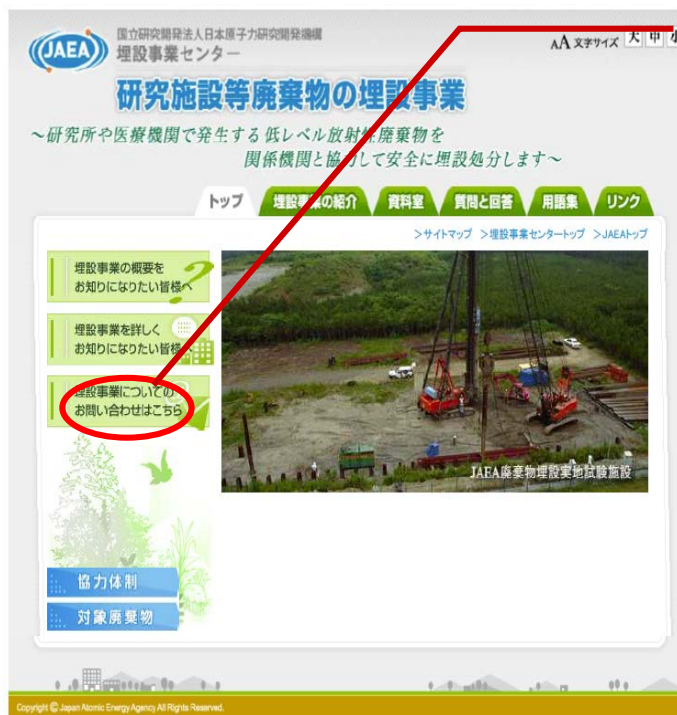 JAEA
国立研究開発法人日本原子力研究開発機構
埋設事業センター
AA 文字サイズ 大 中 小
研究施設等廃棄物の埋設事業
～研究所や医療機関で発生する低レベル放射性廃棄物を
関係機関と協力して安全に埋設処分します～
トップ 埋設事業の紹介 資料室 質問と回答 用語集 リンク
＞サイトマップ ＞埋設事業センタートップ ＞JAEAトップ
埋設事業の概要を
お知りになりたい皆様へ
埋設事業を詳しく
お知りになりたい皆様へ
埋設事業についての
お問い合わせはこちら
JAEA廃棄物埋設実地試験施設
協力体制
対象廃棄物
Copyright © Japan Atomic Energy Agency All Rights Reserved.